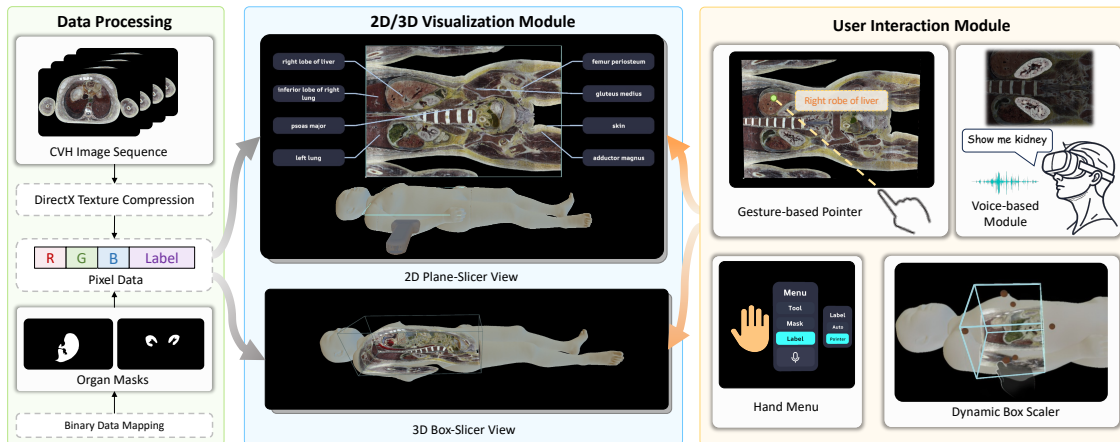 Data Processing
CVH Image Sequence
DirectX Texture Compression
R G B Label
Pixel Data
Organ Masks
Binary Data Mapping
2D/3D Visualization Module
right lobe of liver
inferior lobe of right
lung
psoas major
left lung
femur periosteum
gluteus medius
skin
adductor magnus
2D Plane-Slicer View
3D Box-Slicer View
User Interaction Module
Right robe of liver
Gesture-based Pointer
Show me kidney
Voice-based
Module
Menu
Tool
Mask
Label
Label
Auto
Pointer
Hand Menu
Dynamic Box Scaler